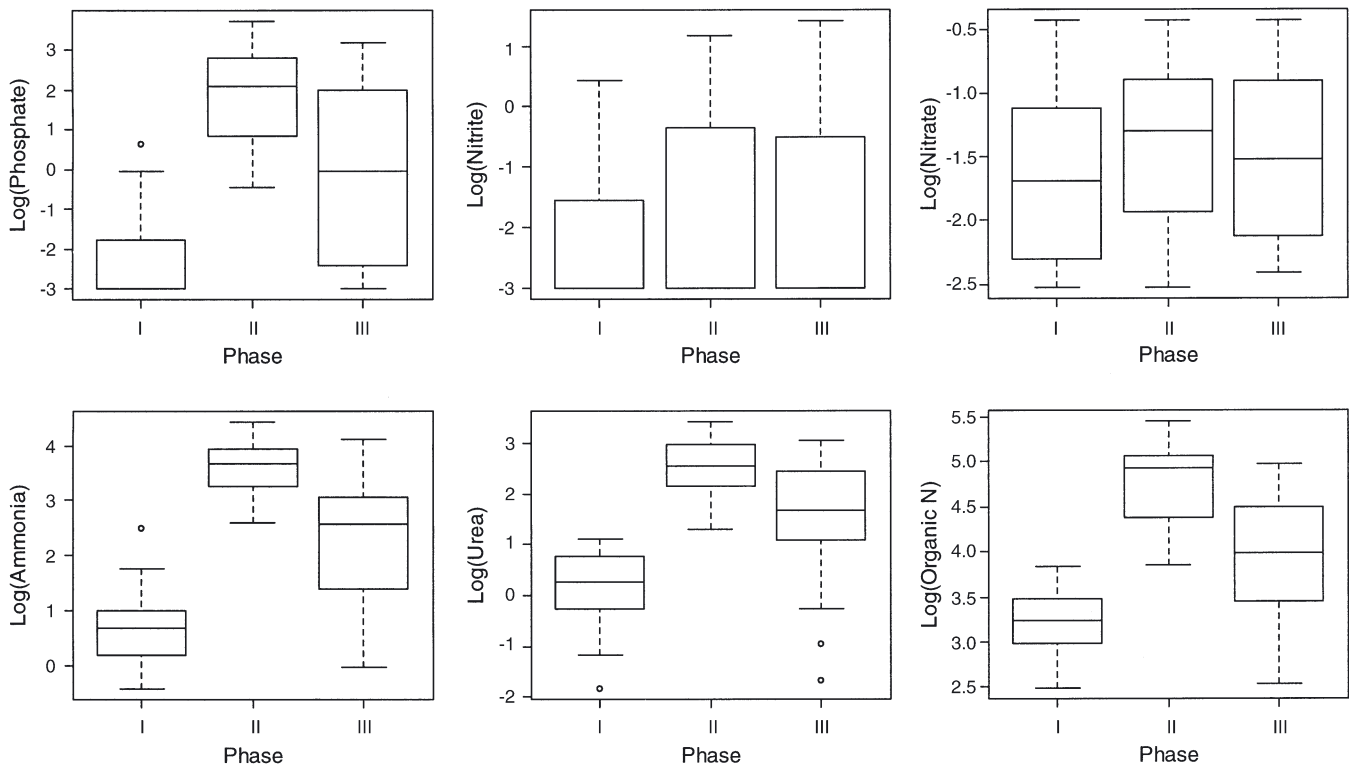 Log(Phosphate)
3
2
1
0
-1
-2
-3
I II III
Phase
Log(Nitrite)
1
0
-1
-2
-3
I II III
Phase
Log(Nitrate)
-0.5
-1.0
-1.5
-2.0
-2.5
I II III
Phase
Log(Ammonia)
4
3
2
1
0
I II III
Phase
Log(Urea)
3
2
1
0
-1
-2
I II III
Phase
Log(Organic N)
5.5
5.0
4.5
4.0
3.5
3.0
2.5
I II III
Phase